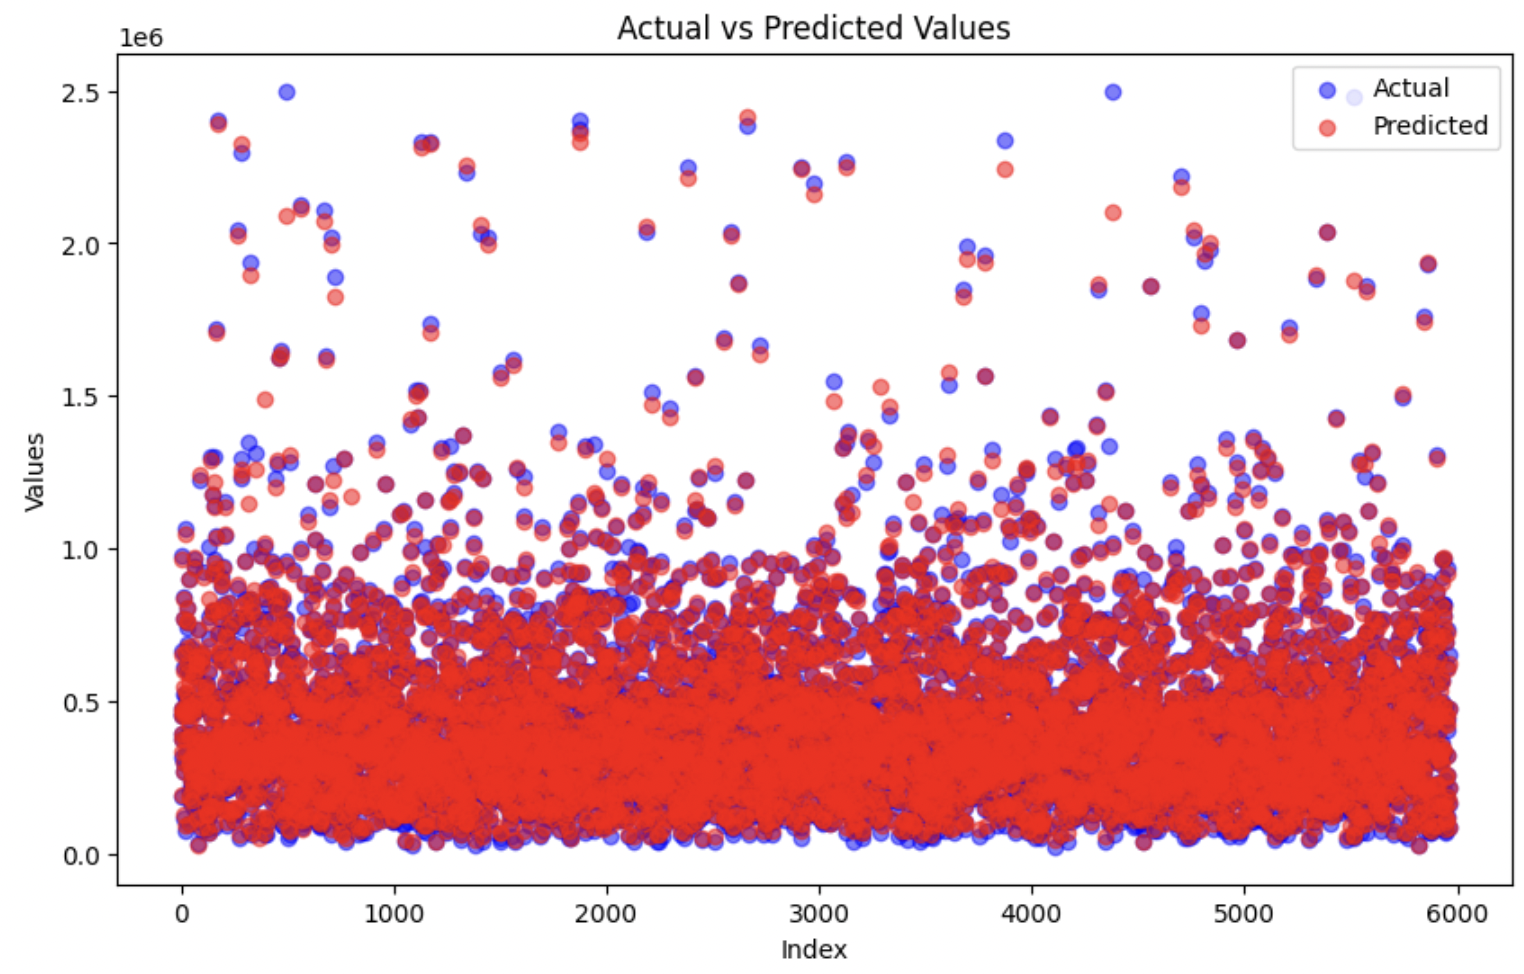 Actual vs Predicted Values
1e6
Actual
Predicted
2.5
2.0
1.5
1.0
0.5
0.0
Values
0 1000 2000 3000 4000 5000 6000
Index